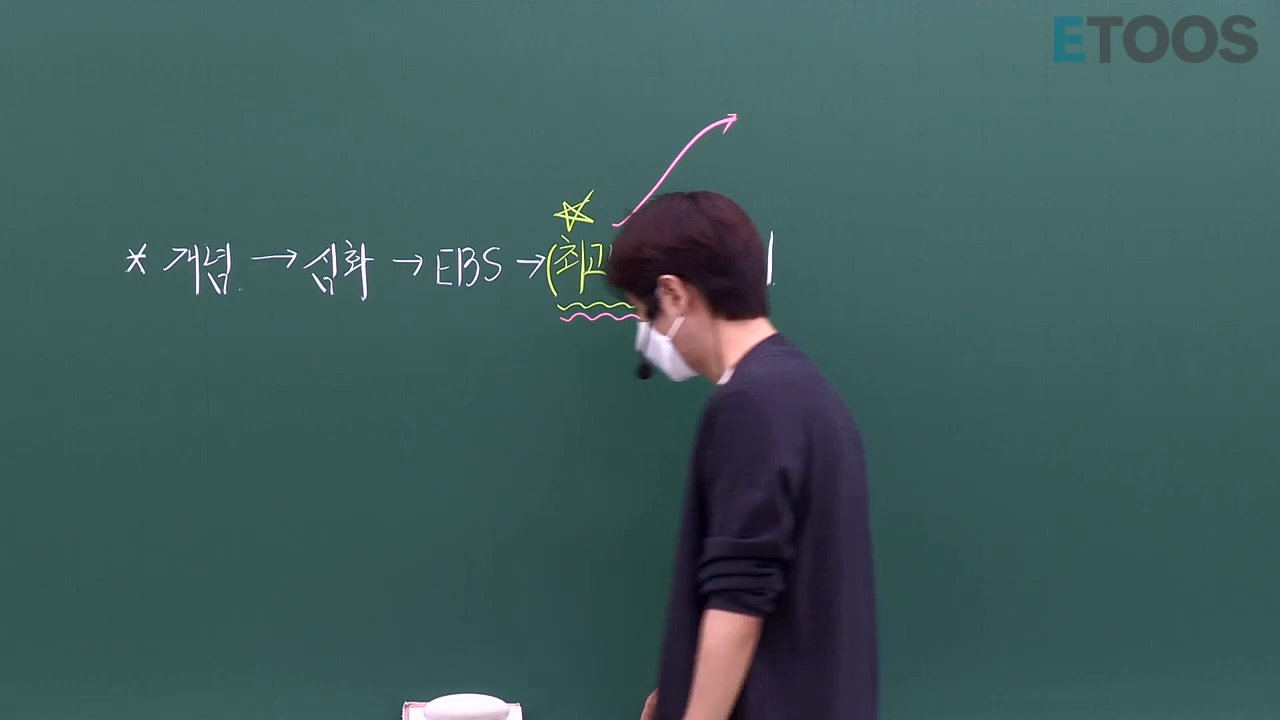 ETOOS
* 개념. → 심화 → EBS → (최고